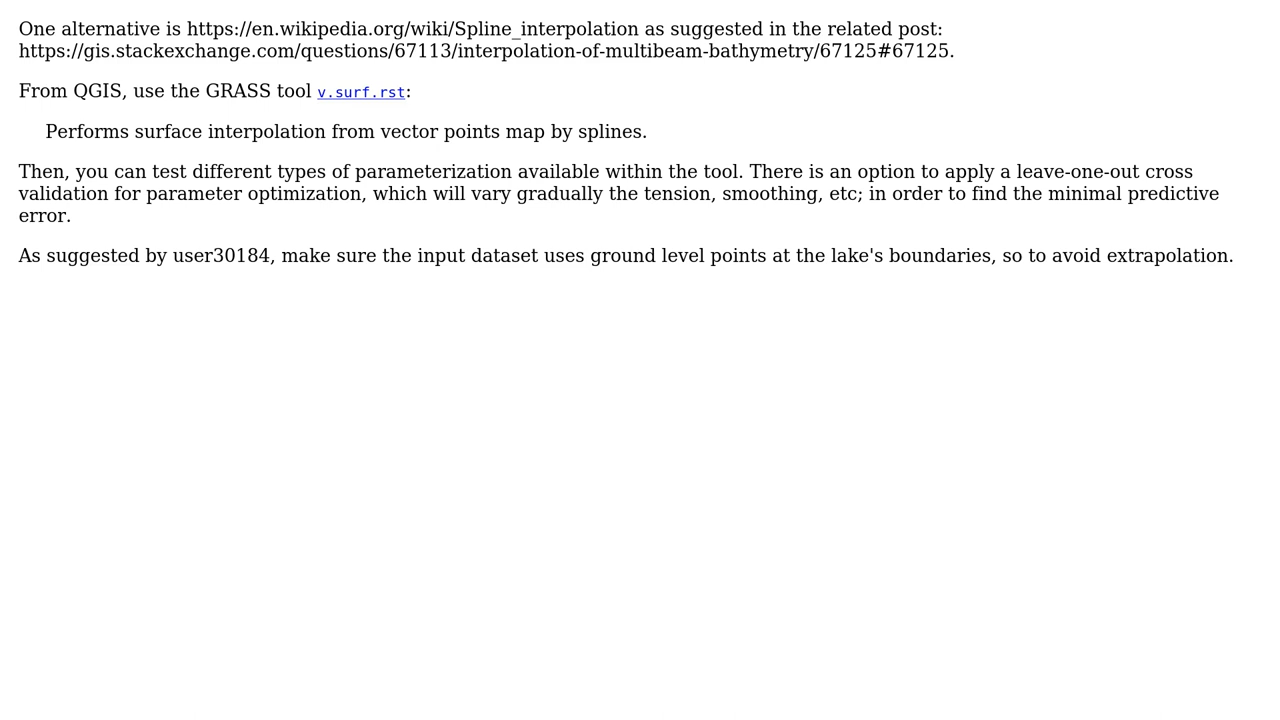 One alternative is https://en.wikipedia.org/wiki/Spline_interpolation as suggested in the related post:
https://gis.stackexchange.com/questions/67113/interpolation-of-multibeam-bathymetry/67125#67125.
From QGIS, use the GRASS tool v.surf.rst:
Performs surface interpolation from vector points map by splines.
Then, you can test different types of parameterization available within the tool. There is an option to apply a leave-one-out cross
validation for parameter optimization, which will vary gradually the tension, smoothing, etc; in order to find the minimal predictive
error.
As suggested by user30184, make sure the input dataset uses ground level points at the lake's boundaries, so to avoid extrapolation.